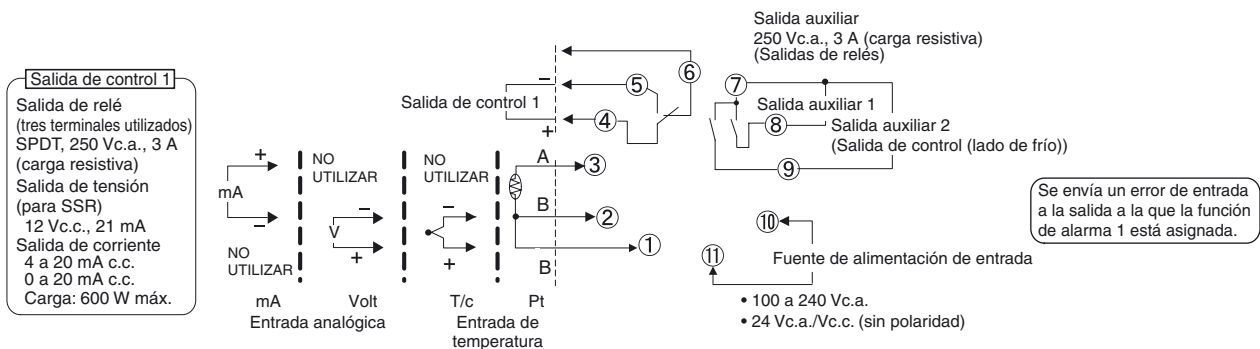 Salida de control 1
Salida de relé
(tres terminales utilizados)
SPDT, 250 Vc.a., 3 A
(carga resistiva)
Salida de tensión
(para SSR)
12 Vc.c., 21 mA
Salida de corriente
4 a 20 mA c.c.
0 a 20 mA c.c.
Carga: 600 W máx.
+
mA
−
NO
UTILIZAR
mA
NO
UTILIZAR
−
V
+
Volt
Entrada analógica
NO
UTILIZAR
−
+
T/c
A
B
B
Pt
Entrada de
temperatura
③
②
①
Salida de control 1
−
+
⑥
⑤
④
Salida auxiliar
250 Vc.a., 3 A (carga resistiva)
(Salidas de relés)
⑦
Salida auxiliar 1
⑧
Salida auxiliar 2
(Salida de control (lado de frío))
⑨
⑩
⑪
Fuente de alimentación de entrada
• 100 a 240 Vc.a.
• 24 Vc.a./Vc.c. (sin polaridad)
Se envía un error de entrada
a la salida a la que la función
de alarma 1 está asignada.